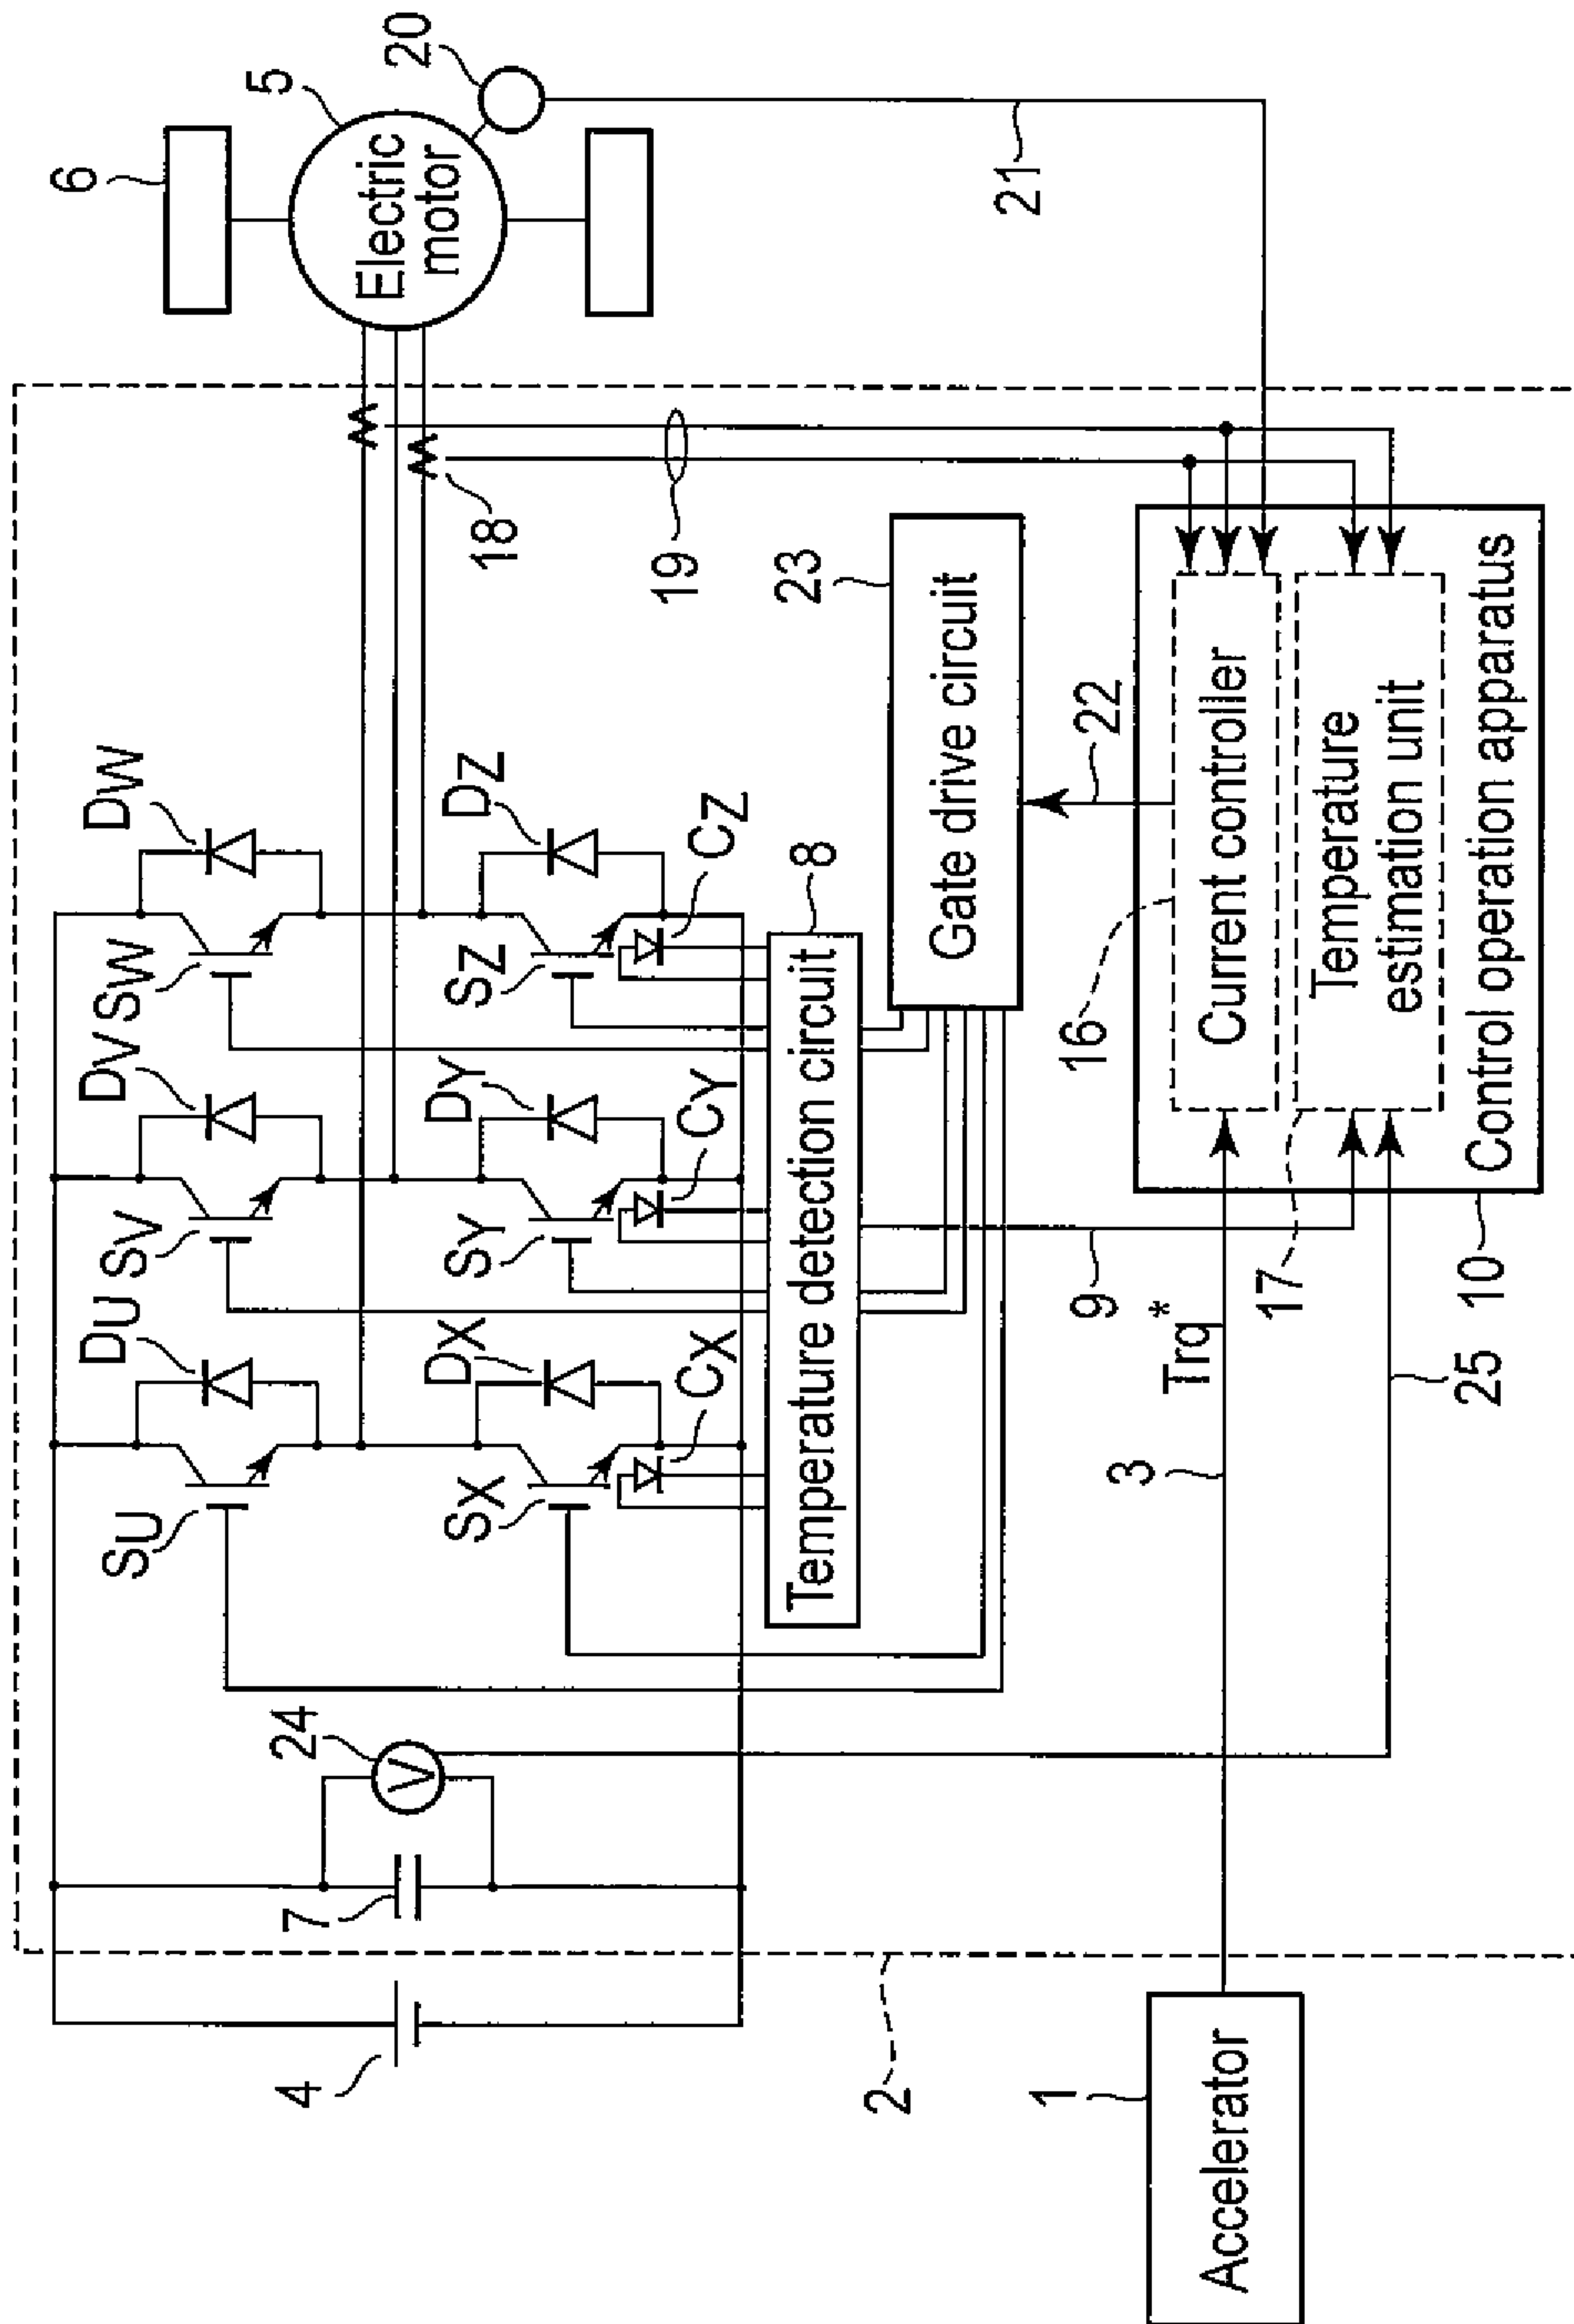 4
7
24
SU
DU
SV
DV
SW
DW
SX
DX
CX
SY
DY
CY
SZ
DZ
CZ
6
5
Electric
motor
20
18
19
21
8
Temperature detection circuit
23
Gate drive circuit
22
2
1
Accelerator
3
Trq*
9
25
16
Current controller
17
Temperature
estimation unit
10
Control operation apparatus
V